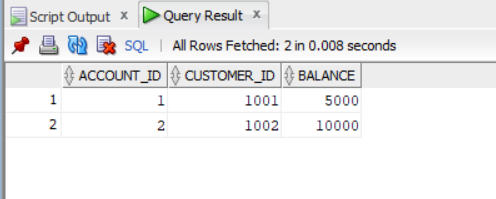 Script Output x Query Result x
SQL | All Rows Fetched: 2 in 0.008 seconds
ACCOUNT_ID CUSTOMER_ID BALANCE
1 1 1001 5000
2 2 1002 10000